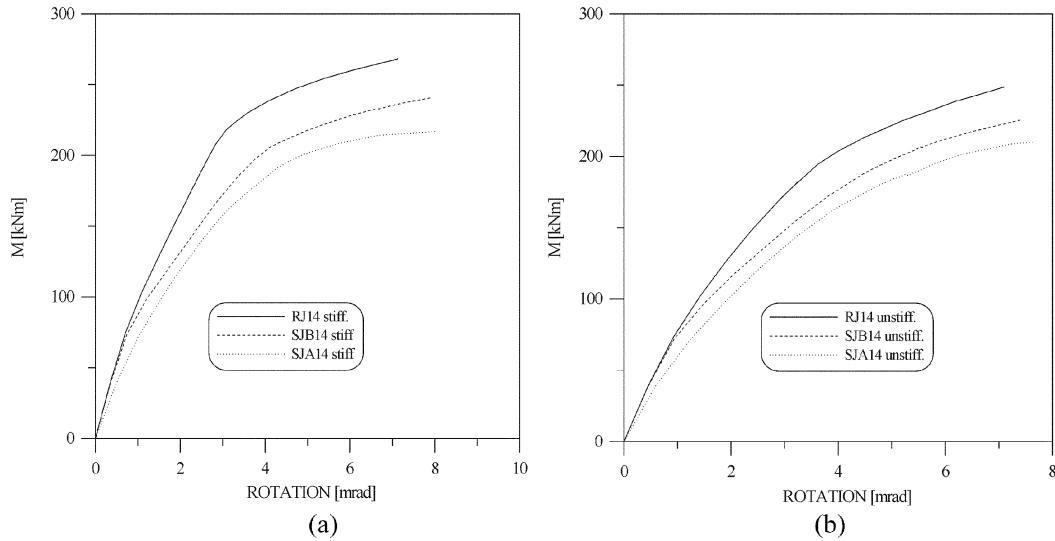 300
200
100
0
M [kNm]
RJ14 stiff.
SJB14 stiff
SJA14 stiff
0 2 4 6 8 10
ROTATION [mrad]
(a)
300
200
100
0
M [kNm]
RJ14 unstiff.
SJB14 unstiff.
SJA14 unstiff.
0 2 4 6 8
ROTATION [mrad]
(b)